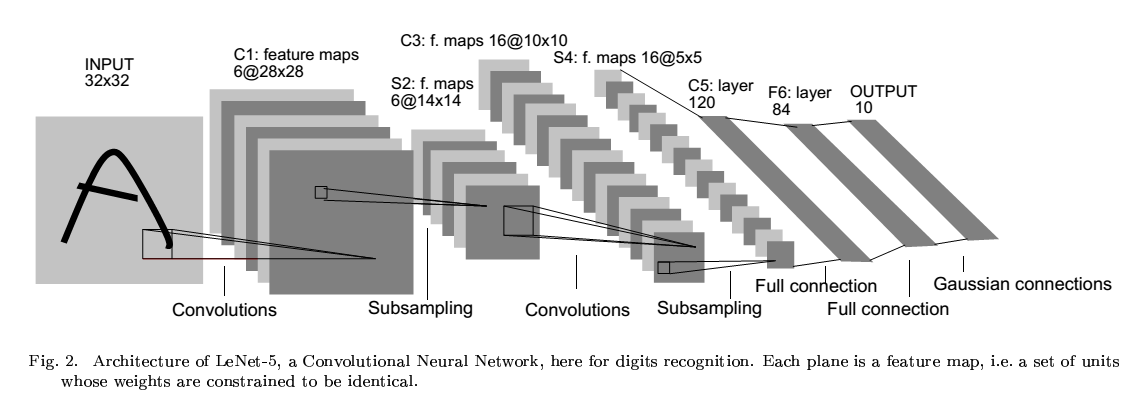 INPUT
32x32
C1: feature maps
6@28x28
S2: f. maps
6@14x14
C3: f. maps 16@10x10
S4: f. maps 16@5x5
C5: layer
120
F6: layer
84
OUTPUT
10
Convolutions
Subsampling
Convolutions
Subsampling
Full connection
Full connection
Gaussian connections
Fig. 2. Architecture of LeNet-5, a Convolutional Neural Network, here for digits recognition. Each plane is a feature map, i.e. a set of units
whose weights are constrained to be identical.